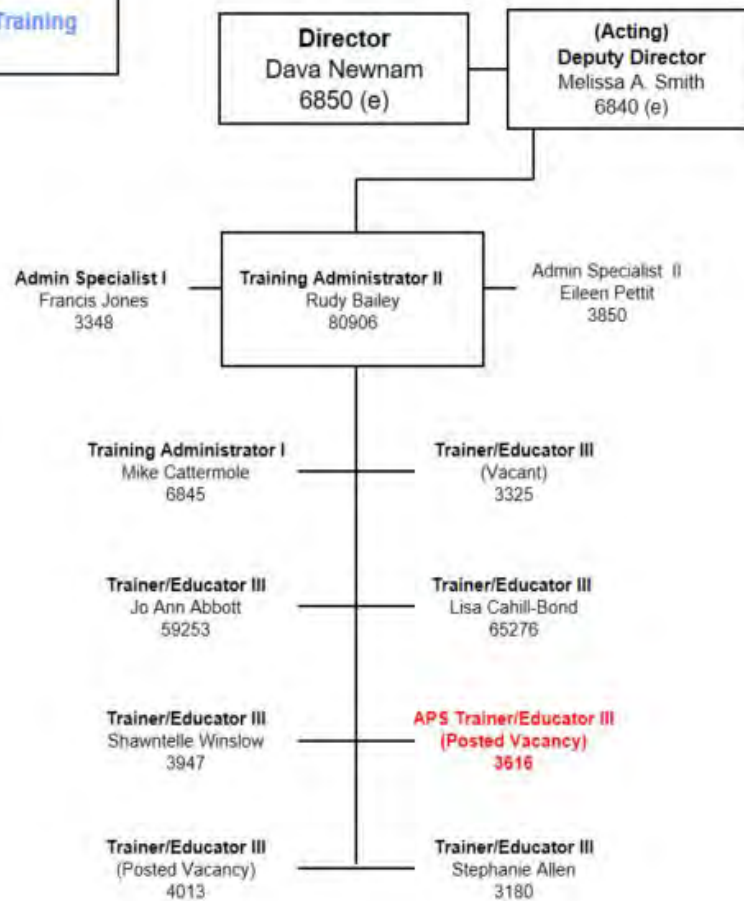 Training
Director
Dava Newnam
6850 (e)
(Acting)
Deputy Director
Melissa A. Smith
6840 (e)
Admin Specialist I
Francis Jones
3348
Training Administrator II
Rudy Bailey
80906
Admin Specialist II
Eileen Pettit
3850
Training Administrator I
Mike Cattermole
6845
Trainer/Educator III
(Vacant)
3325
Trainer/Educator III
Jo Ann Abbott
59253
Trainer/Educator III
Lisa Cahill-Bond
65276
Trainer/Educator III
Shawntelle Winslow
3947
APS Trainer/Educator III
(Posted Vacancy)
3616
Trainer/Educator III
(Posted Vacancy)
4013
Trainer/Educator III
Stephanie Allen
3180